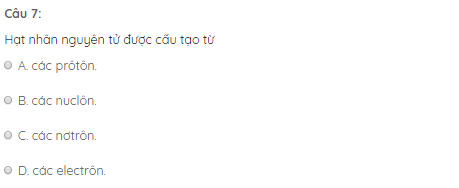 Câu 7:
Hạt nhân nguyên tử được cấu tạo từ
A. các prôtôn.
B. các nuclôn.
C. các nơtrôn.
D. các electrôn.